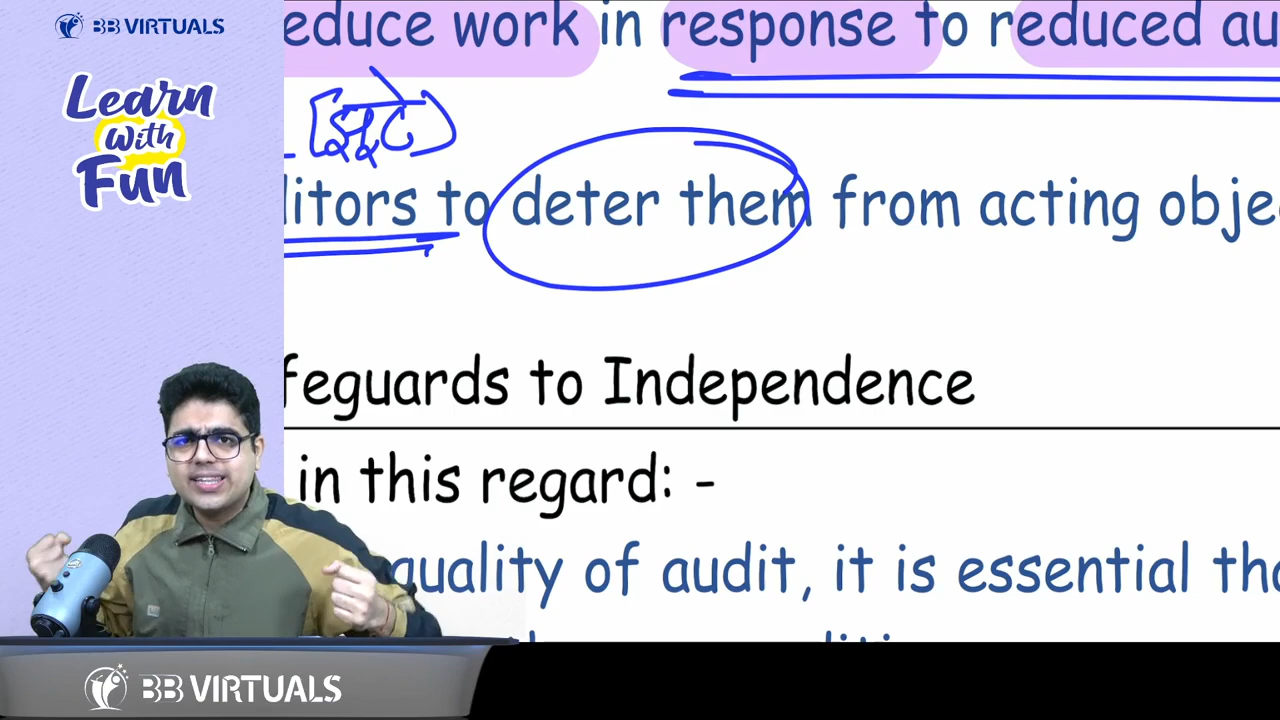 BB VIRTUALS
Learn
with
Fun
educe work in response to reduced au
litors to deter them from acting obje
feguards to Independence
in this regard: -
quality of audit, it is essential tha
BB VIRTUALS